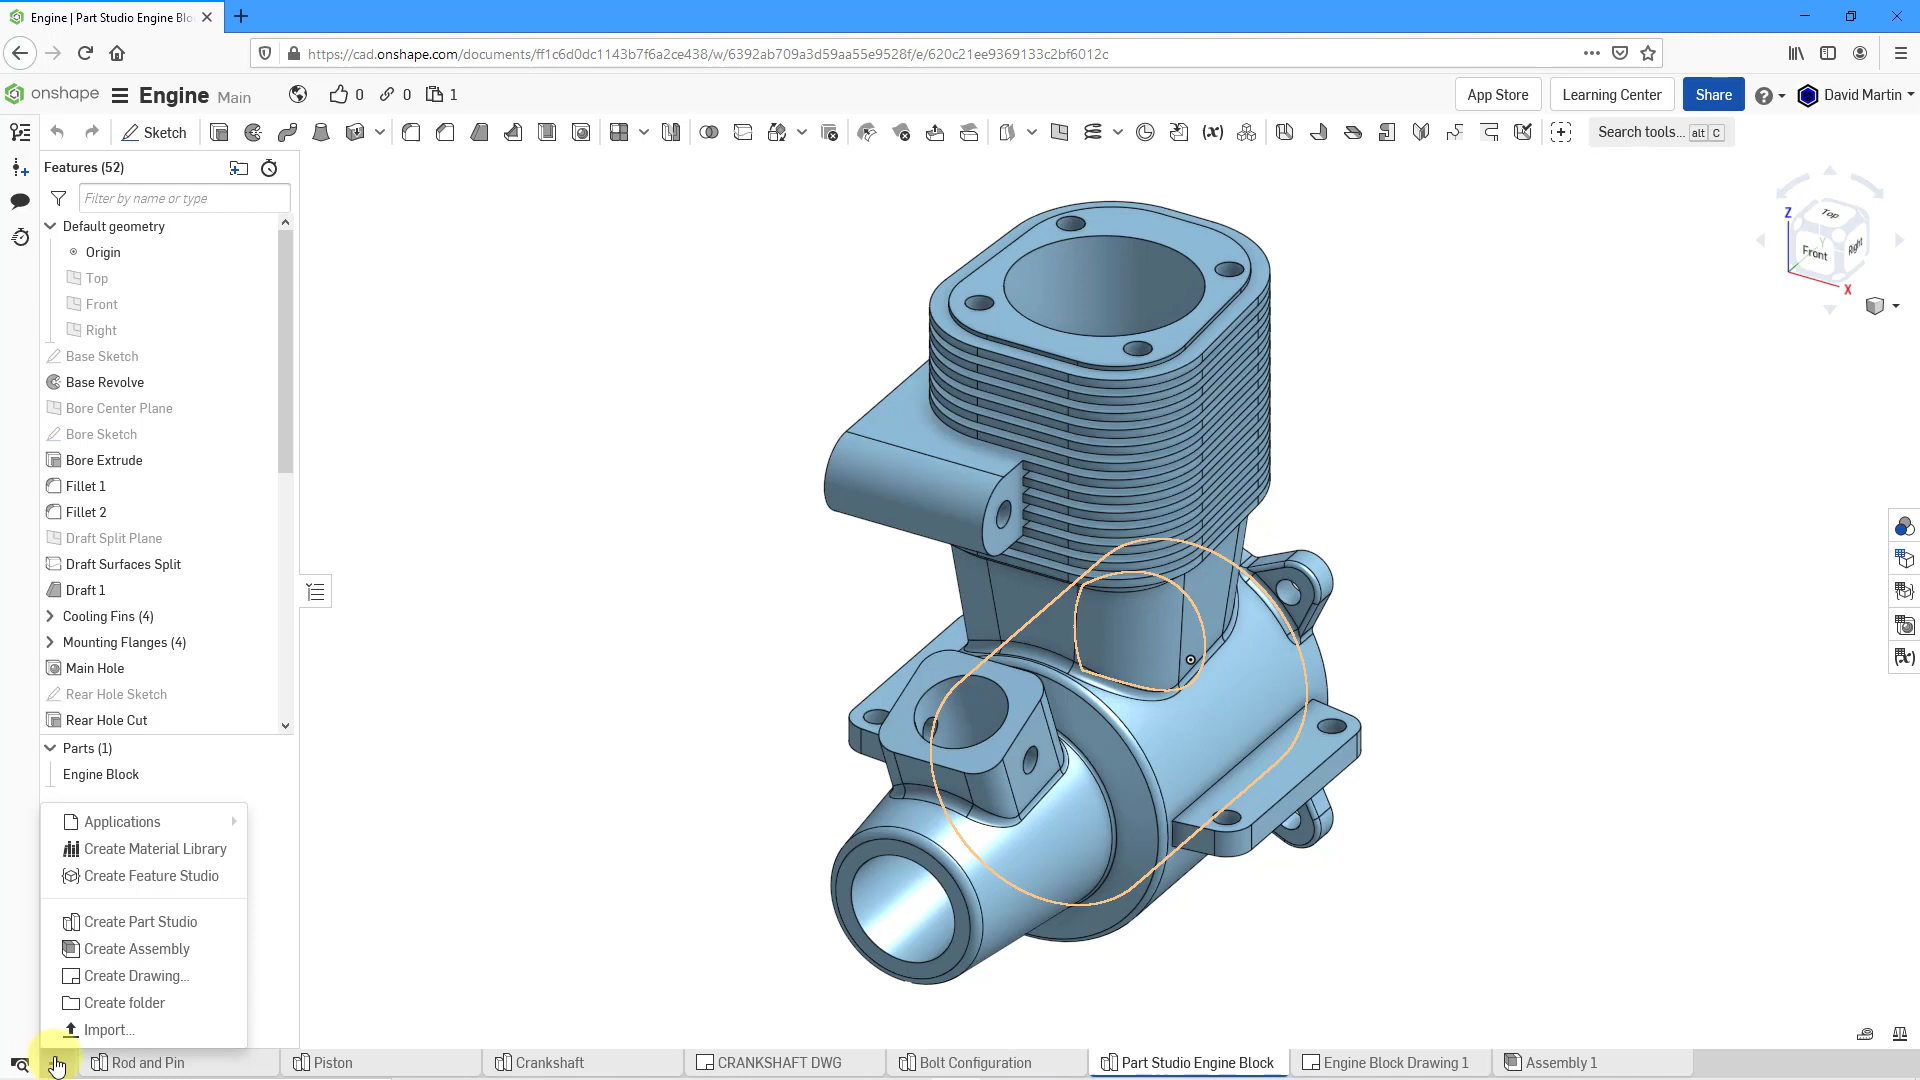 Engine | Part Studio Engine Blo
https://cad.onshape.com/documents/ff1c6d0dc1143b7f6a2ce438/w/6392ab709a3d59aa55e9528f/e/620c21ee9369133c2bf6012c
onshape Engine Main 0 0 1 App Store Learning Center Share David Martin
Sketch (x) Search tools... alt C
Features (52)
Filter by name or type
Default geometry
Origin
Top
Front
Right
Base Sketch
Base Revolve
Bore Center Plane
Bore Sketch
Bore Extrude
Fillet 1
Fillet 2
Draft Split Plane
Draft Surfaces Split
Draft 1
Cooling Fins (4)
Mounting Flanges (4)
Main Hole
Rear Hole Sketch
Rear Hole Cut
Parts (1)
Engine Block
Z
Top
Y
Front
Right
X
Applications
Create Material Library
Create Feature Studio
Create Part Studio
Create Assembly
Create Drawing...
Create folder
Import...
Rod and Pin Piston Crankshaft CRANKSHAFT DWG Bolt Configuration Part Studio Engine Block Engine Block Drawing 1 Assembly 1